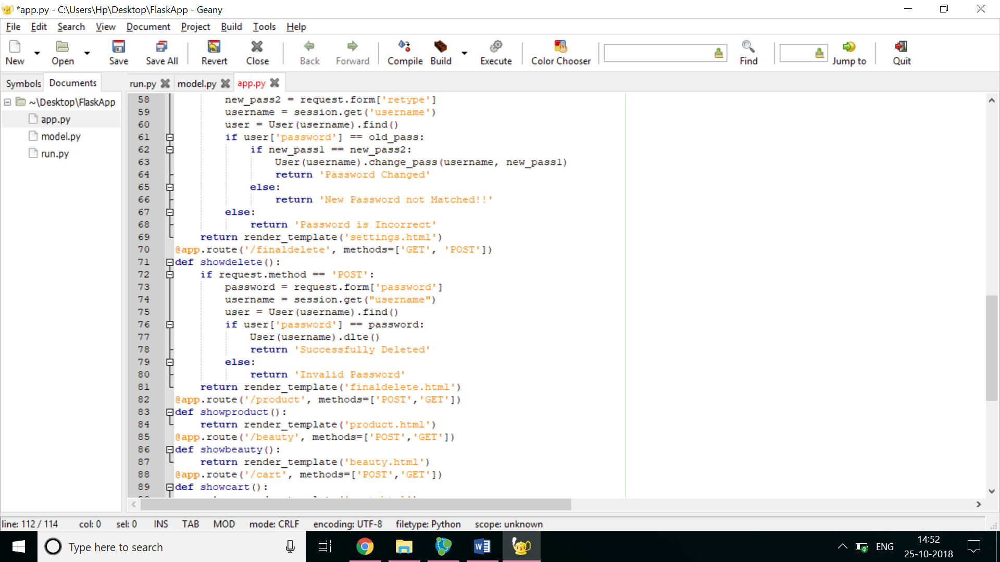 *app.py - C:\Users\Hp\Desktop\FlaskApp - Geany
File Edit Search View Document Project Build Tools Help
New Open Save Save All Revert Close Back Forward Compile Build Execute Color Chooser Find Jump to Quit
Symbols Documents run.py model.py app.py
~\Desktop\FlaskApp
app.py
model.py
run.py
58 new_pass2 = request.form['retype']
59 username = session.get('username')
60 user = User(username).find()
61 if user['password'] == old_pass:
62 if new_pass1 == new_pass2:
63 User(username).change_pass(username, new_pass1)
64 return 'Password Changed'
65 else:
66 return 'New Password not Matched!!'
67 else:
68 return 'Password is Incorrect'
69 return render_template('settings.html')
70 @app.route('/finaldelete', methods=['GET', 'POST'])
71 def showdelete():
72 if request.method == 'POST':
73 password = request.form['password']
74 username = session.get("username")
75 user = User(username).find()
76 if user['password'] == password:
77 User(username).dlte()
78 return 'Successfully Deleted'
79 else:
80 return 'Invalid Password'
81 return render_template('finaldelete.html')
82 @app.route('/product', methods=['POST','GET'])
83 def showproduct():
84 return render_template('product.html')
85 @app.route('/beauty', methods=['POST','GET'])
86 def showbeauty():
87 return render_template('beauty.html')
88 @app.route('/cart', methods=['POST','GET'])
89 def showcart():
line: 112 / 114 col: 0 sel: 0 INS TAB MOD mode: CRLF encoding: UTF-8 filetype: Python scope: unknown
Type here to search
ENG
14:52
25-10-2018